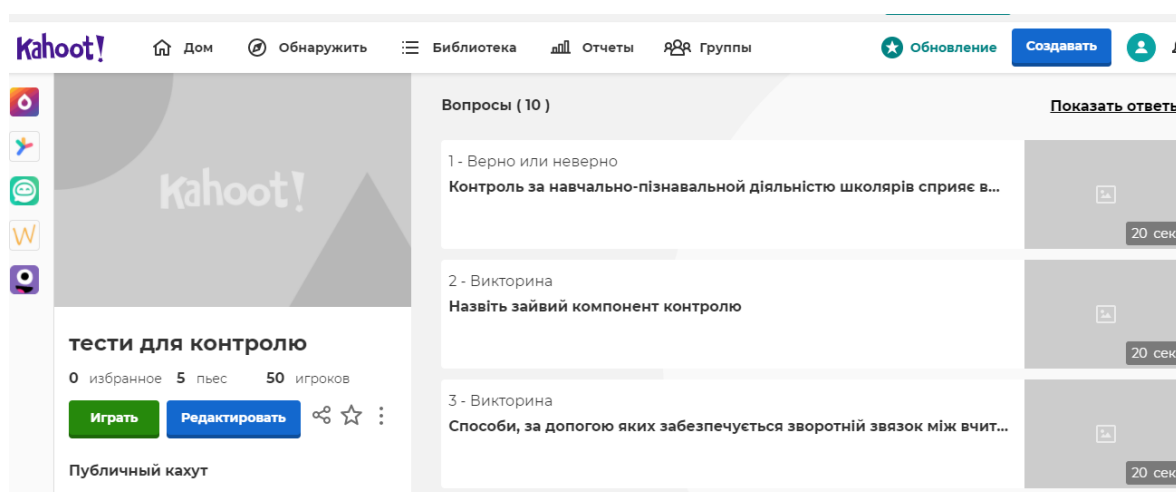 Kahoot!
Дом
Обнаружить
Библиотека
Отчеты
Группы
Обновление
Создавать
Kahoot!
тести для контролю
0 избранное 5 пьес 50 игроков
Играть
Редактировать
Публичный кахут
Вопросы ( 10 )
Показать ответы
1 - Верно или неверно
Контроль за навчально-пізнавальной діяльністю школярів сприяє в...
20 сек
2 - Викторина
Назвіть зайвий компонент контролю
20 сек
3 - Викторина
Способи, за допогою яких забезпечується зворотній звязок між вчит...
20 сек